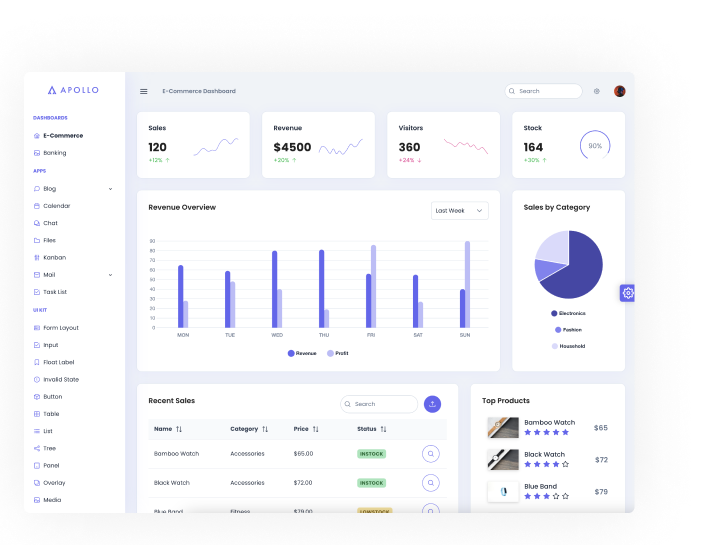 APOLLO
DASHBOARDS
E-Commerce
Banking
APPS
Blog
Calendar
Chat
Files
Kanban
Mail
Task List
UI KIT
Form Layout
Input
Float Label
Invalid State
Button
Table
List
Tree
Panel
Overlay
Media
E-Commerce Dashboard
Search
Sales
120
+12% ↑
Revenue
$4500
+20% ↑
Visitors
360
+24% ↓
Stock
164
+30% ↑
90%
Revenue Overview
Last Week
90
80
70
60
50
40
30
20
10
0
MON TUE WED THU FRI SAT SUN
Revenue Profit
Sales by Category
Electronics
Fashion
Household
Recent Sales
Search
Name Category Price Status
Bamboo Watch Accessories $65.00 INSTOCK
Black Watch Accessories $72.00 INSTOCK
Blue Band Fitness $79.00 LOWSTOCK
Top Products
Bamboo Watch
$65
Black Watch
$72
Blue Band
$79